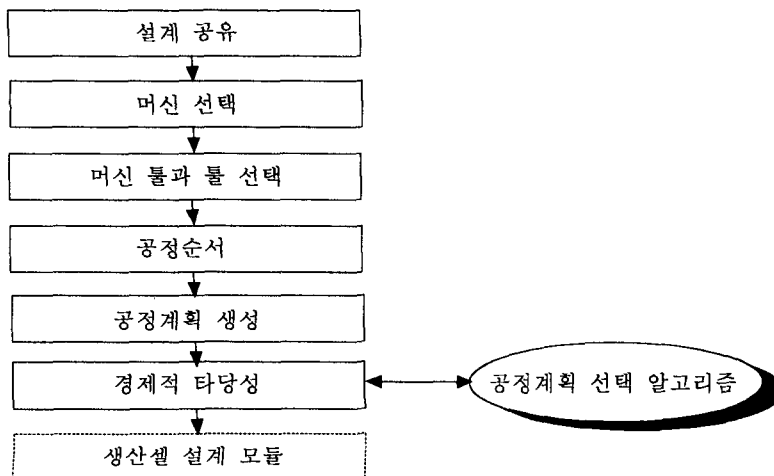 설계 공유
머신 선택
머신 툴과 툴 선택
공정순서
공정계획 생성
경제적 타당성
공정계획 선택 알고리즘
생산셀 설계 모듈